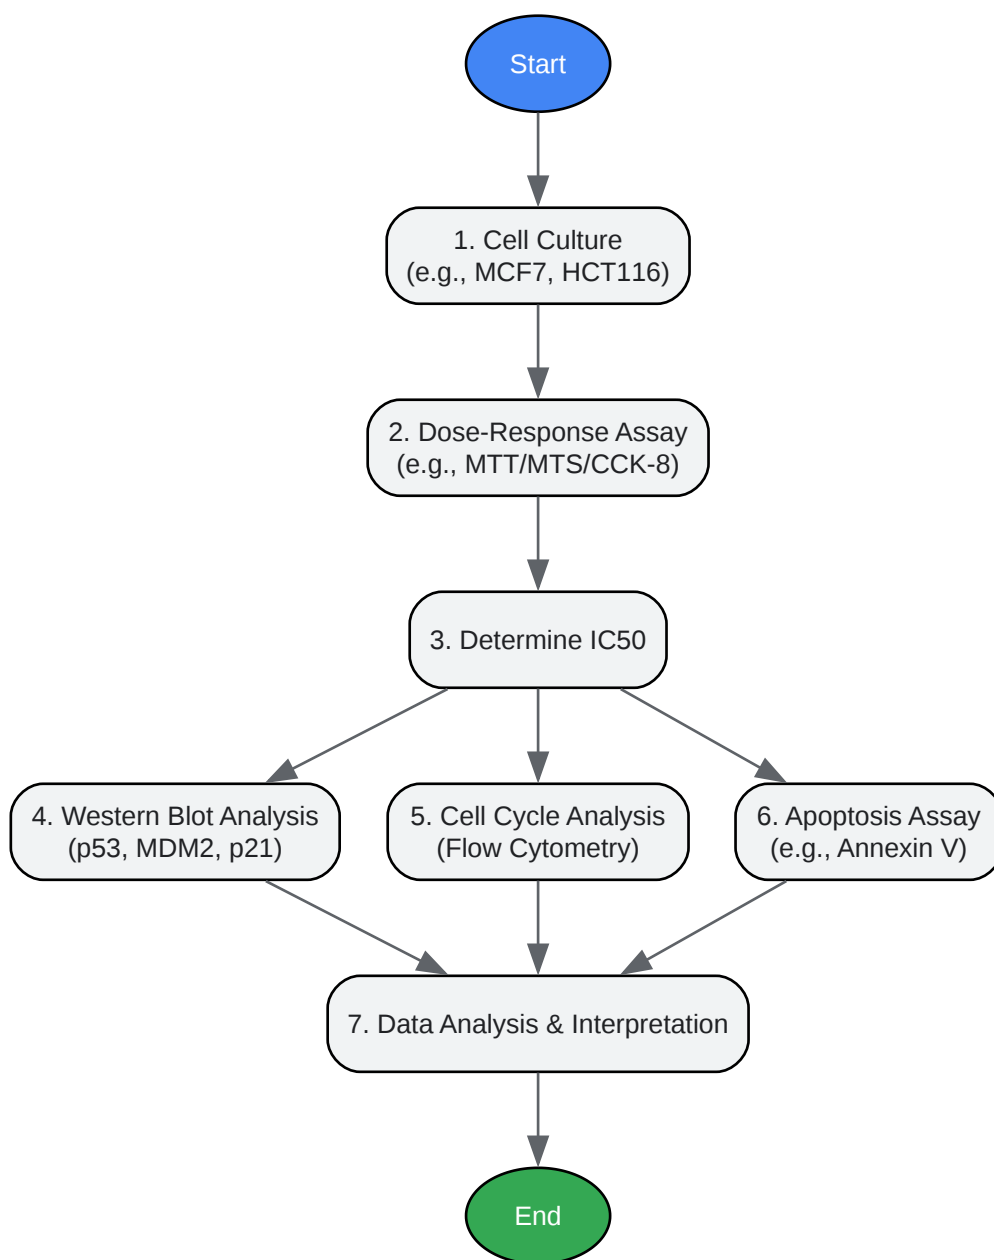 Start
1. Cell Culture
(e.g., MCF7, HCT116)
2. Dose-Response Assay
(e.g., MTT/MTS/CCK-8)
3. Determine IC50
4. Western Blot Analysis
(p53, MDM2, p21)
5. Cell Cycle Analysis
(Flow Cytometry)
6. Apoptosis Assay
(e.g., Annexin V)
7. Data Analysis & Interpretation
End